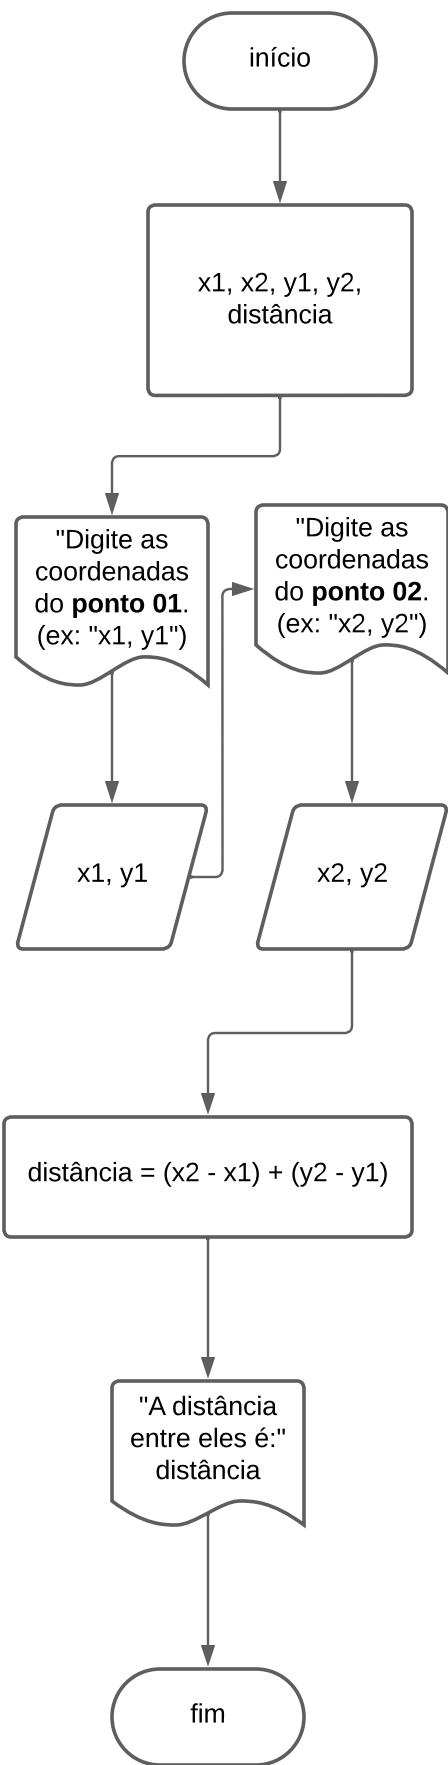 início
x1, x2, y1, y2,
distância
"Digite as
coordenadas
do ponto 01.
(ex: "x1, y1")
x1, y1
"Digite as
coordenadas
do ponto 02.
(ex: "x2, y2")
x2, y2
distância = (x2 - x1) + (y2 - y1)
"A distância
entre eles é:"
distância
fim